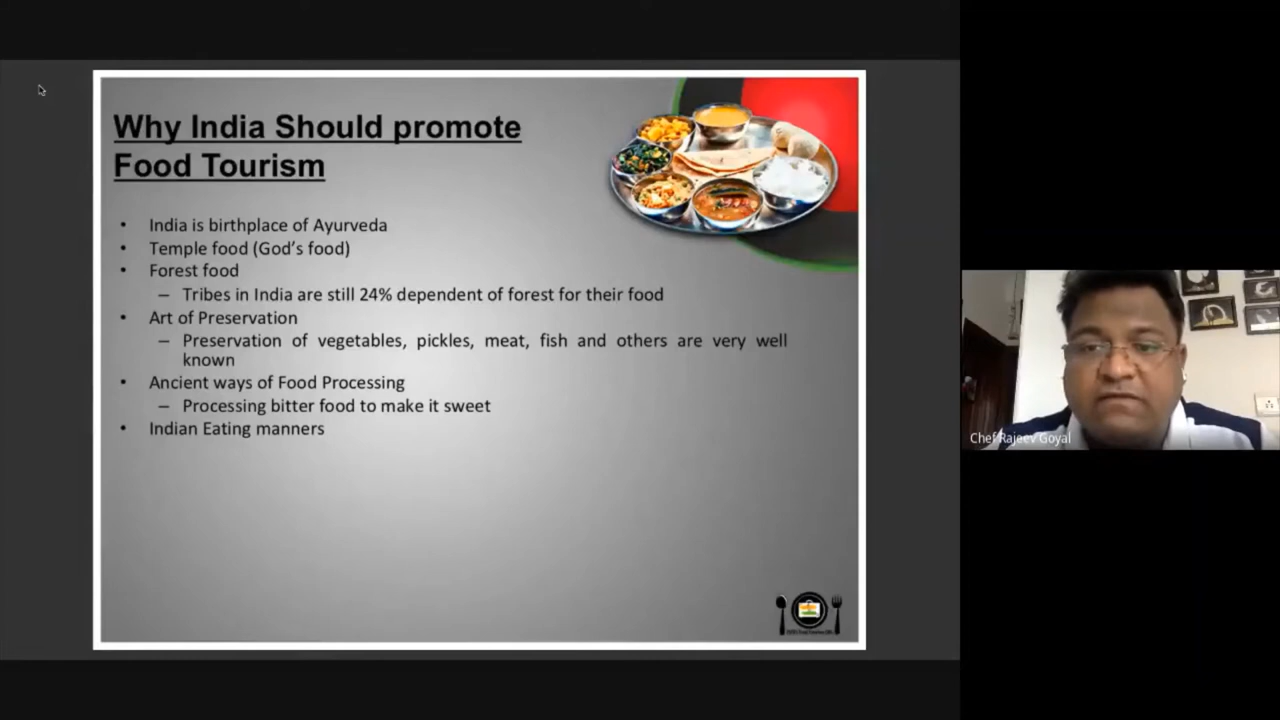 Why India Should promote
Food Tourism
• India is birthplace of Ayurveda
• Temple food (God's food)
• Forest food
– Tribes in India are still 24% dependent of forest for their food
• Art of Preservation
– Preservation of vegetables, pickles, meat, fish and others are very well
known
• Ancient ways of Food Processing
– Processing bitter food to make it sweet
• Indian Eating manners
Chef Rajeev Goyal